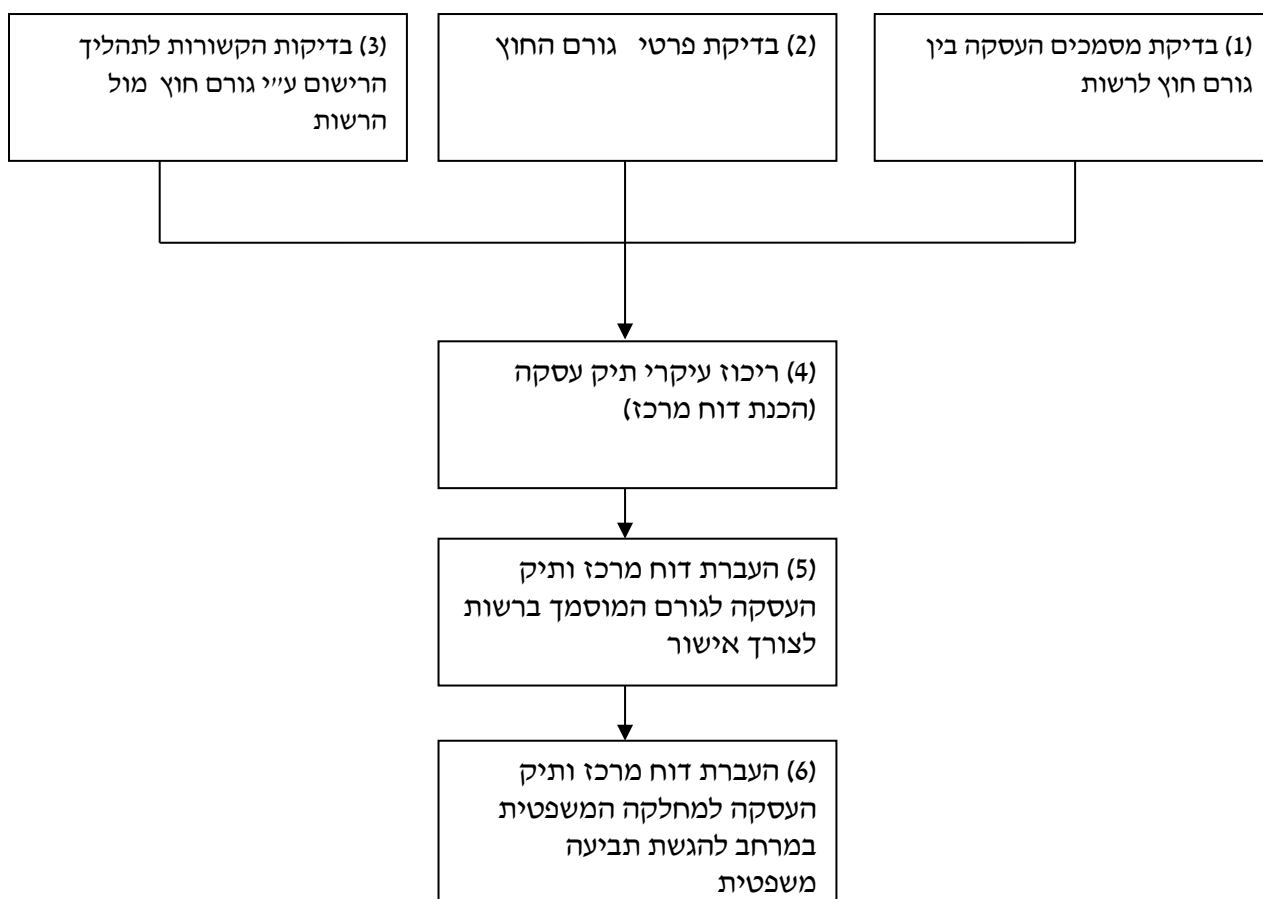 (1) בדיקת מסמכים העסקה בין
גורם חוץ לרשות
(2) בדיקת פרטי גורם החוץ
(3) בדיקות הקשורות לתהליך
הרישום ע״י גורם חוץ מול
הרשות
(4) ריכוז עיקרי תיק עסקה
(הכנת דוח מרכז)
(5) העברת דוח מרכז ותיק
העסקה לגורם המוסמך ברשות
לצורך אישור
(6) העברת דוח מרכז ותיק
העסקה למחלקה המשפטית
במרחב להגשת תביעה
משפטית